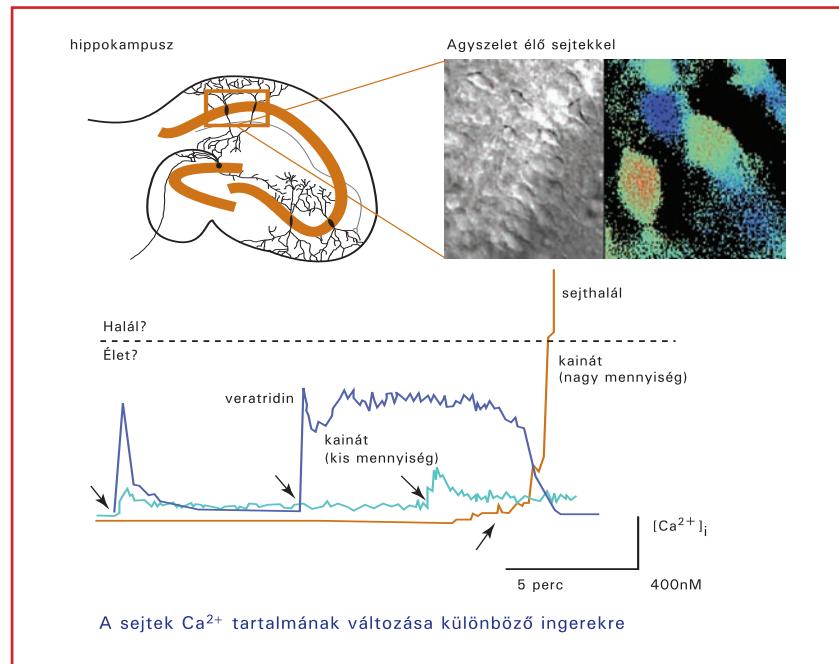 hippokampusz
Agyszelet élő sejtekkel
sejthalál
Halál?
Élet?
kainát
(nagy mennyiség)
veratridin
kainát
(kis mennyiség)
[Ca²⁺]ᵢ
5 perc
400nM
A sejtek Ca²⁺ tartalmának változása különböző ingerekre